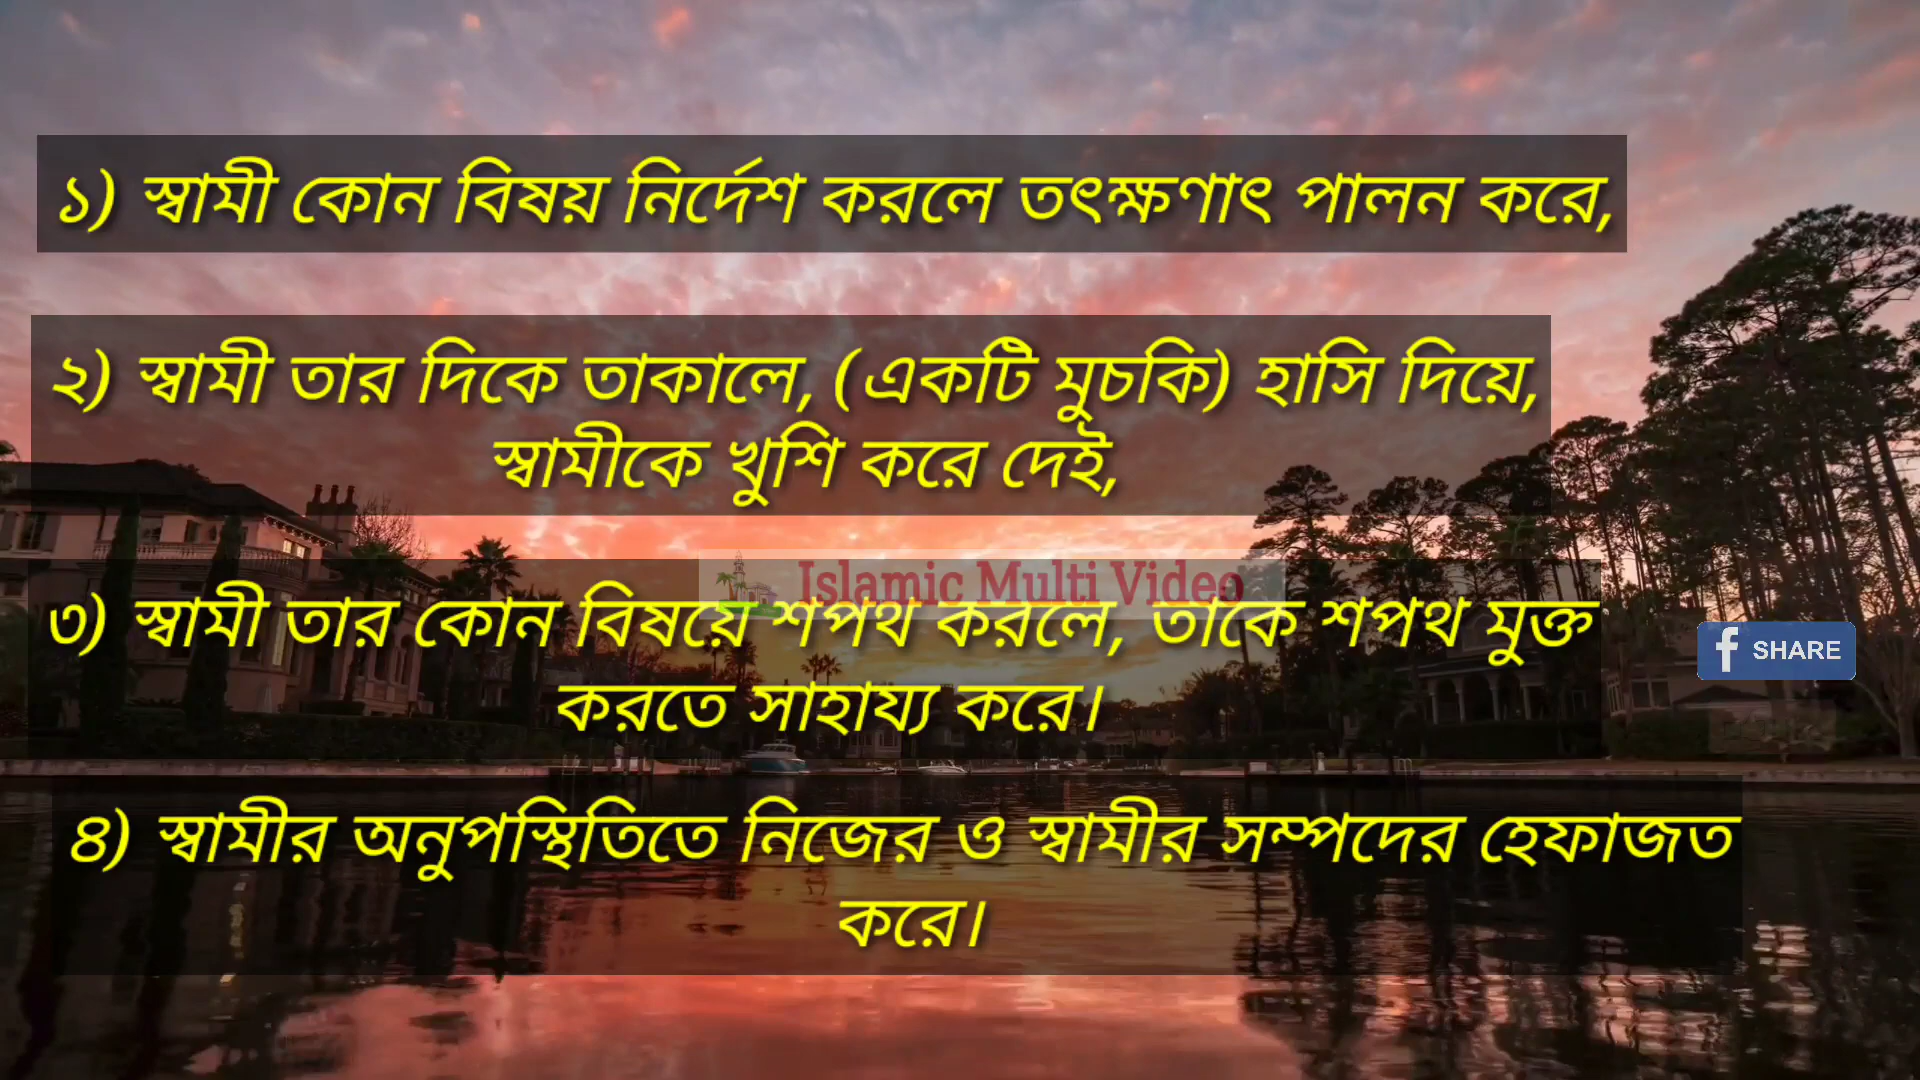 ১) স্বামী কোন বিষয় নির্দেশ করলে তৎক্ষণাৎ পালন করে,
২) স্বামী তার দিকে তাকালে, (একটি মুচকি) হাসি দিয়ে,
স্বামীকে খুশি করে দেই,
Islamic Multi Video
৩) স্বামী তার কোন বিষয়ে শপথ করলে, তাকে শপথ মুক্ত
করতে সাহায্য করে।
f SHARE
৪) স্বামীর অনুপস্থিতিতে নিজের ও স্বামীর সম্পদের হেফাজত
করে।